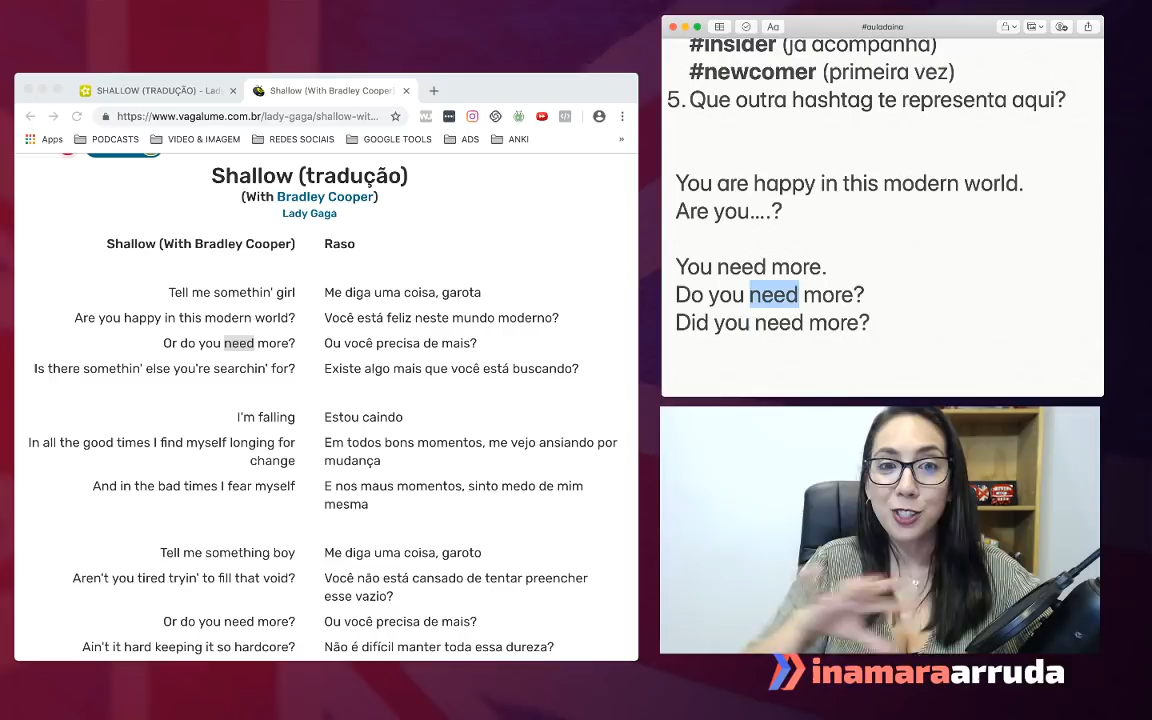 SHALLOW (TRADUÇÃO) - Lady
Shallow (With Bradley Cooper)
https://www.vagalume.com.br/lady-gaga/shallow-wit...
Apps
PODCASTS
VIDEO & IMAGEM
REDES SOCIAIS
GOOGLE TOOLS
ADS
ANKI
»
Shallow (tradução)
(With Bradley Cooper)
Lady Gaga
Shallow (With Bradley Cooper) Raso
Tell me somethin' girl Me diga uma coisa, garota
Are you happy in this modern world? Você está feliz neste mundo moderno?
Or do you need more? Ou você precisa de mais?
Is there somethin' else you're searchin' for? Existe algo mais que você está buscando?
I'm falling Estou caindo
In all the good times I find myself longing for Em todos bons momentos, me vejo ansiando por
change mudança
And in the bad times I fear myself E nos maus momentos, sinto medo de mim
mesma
Tell me something boy Me diga uma coisa, garoto
Aren't you tired tryin' to fill that void? Você não está cansado de tentar preencher
esse vazio?
Or do you need more? Ou você precisa de mais?
Ain't it hard keeping it so hardcore? Não é difícil manter toda essa dureza?
Aa
#auladaina
#insider (já acompanha)
#newcomer (primeira vez)
5. Que outra hashtag te representa aqui?
You are happy in this modern world.
Are you....?
You need more.
Do you need more?
Did you need more?
inamaraarruda